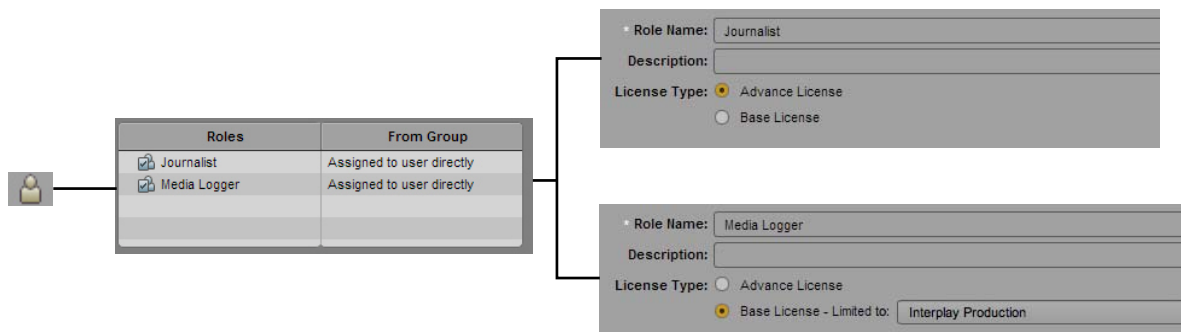 Roles From Group
Journalist Assigned to user directly
Media Logger Assigned to user directly
* Role Name: Journalist
Description:
License Type: Advance License
Base License
* Role Name: Media Logger
Description:
License Type: Advance License
Base License - Limited to: Interplay Production